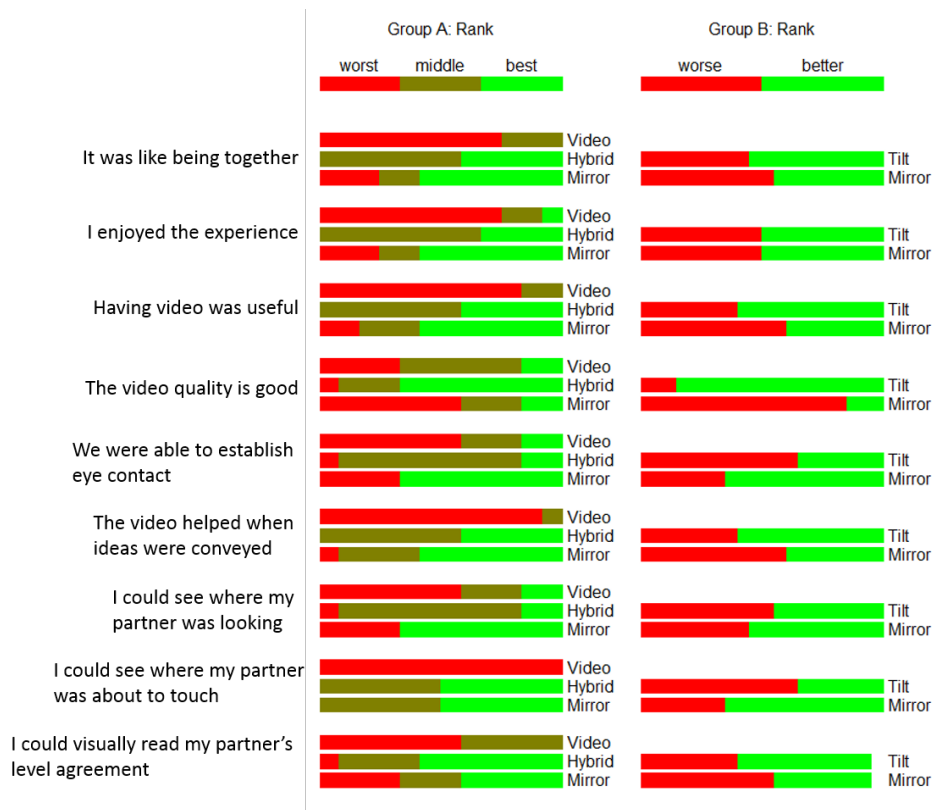 Group A: Rank
Group B: Rank
worst middle best
worse better
It was like being together
Video
Hybrid
Mirror
Tilt
Mirror
I enjoyed the experience
Video
Hybrid
Mirror
Tilt
Mirror
Having video was useful
Video
Hybrid
Mirror
Tilt
Mirror
The video quality is good
Video
Hybrid
Mirror
Tilt
Mirror
We were able to establish
eye contact
Video
Hybrid
Mirror
Tilt
Mirror
The video helped when
ideas were conveyed
Video
Hybrid
Mirror
Tilt
Mirror
I could see where my
partner was looking
Video
Hybrid
Mirror
Tilt
Mirror
I could see where my partner
was about to touch
Video
Hybrid
Mirror
Tilt
Mirror
I could visually read my partner's
level agreement
Video
Hybrid
Mirror
Tilt
Mirror